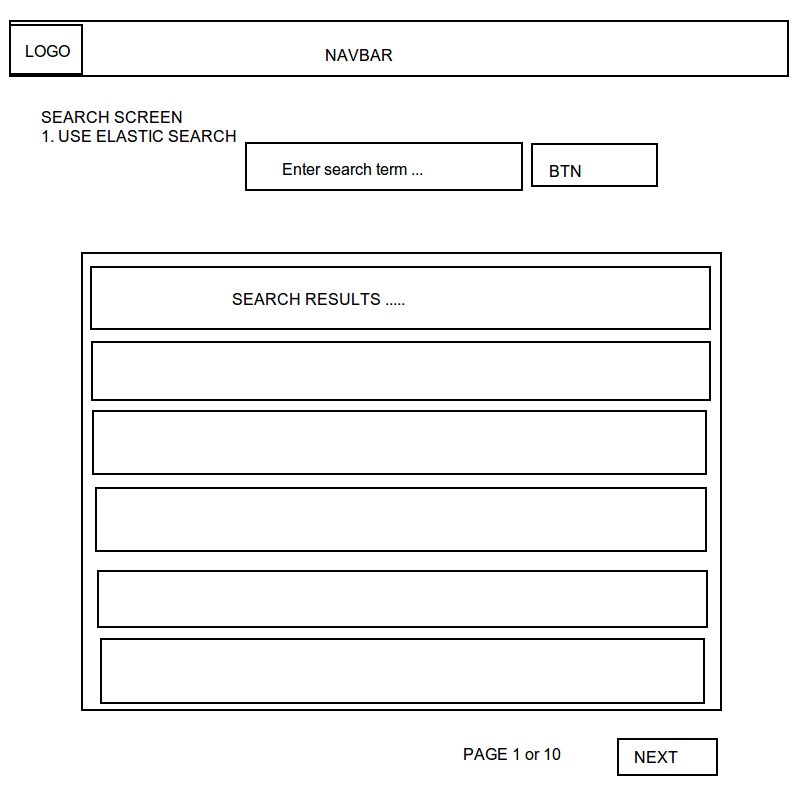 LOGO
NAVBAR
SEARCH SCREEN
1. USE ELASTIC SEARCH
Enter search term ...
BTN
SEARCH RESULTS .....
PAGE 1 or 10
NEXT